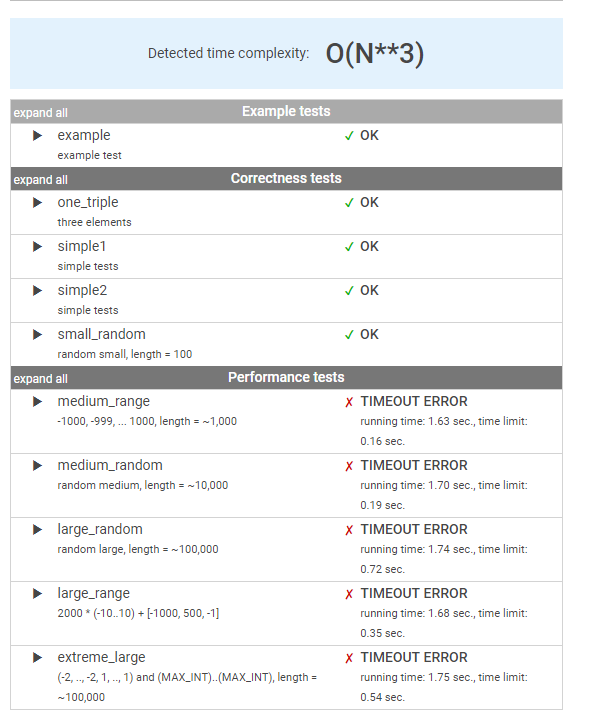 Detected time complexity: O(N**3)
expand all Example tests
▶ example ✓ OK
example test
expand all Correctness tests
▶ one_triple ✓ OK
three elements
▶ simple1 ✓ OK
simple tests
▶ simple2 ✓ OK
simple tests
▶ small_random ✓ OK
random small, length = 100
expand all Performance tests
▶ medium_range ✗ TIMEOUT ERROR
-1000, -999, ... 1000, length = ~1,000 running time: 1.63 sec., time limit:
0.16 sec.
▶ medium_random ✗ TIMEOUT ERROR
random medium, length = ~10,000 running time: 1.70 sec., time limit:
0.19 sec.
▶ large_random ✗ TIMEOUT ERROR
random large, length = ~100,000 running time: 1.74 sec., time limit:
0.72 sec.
▶ large_range ✗ TIMEOUT ERROR
2000 * (-10..10) + [-1000, 500, -1] running time: 1.68 sec., time limit:
0.35 sec.
▶ extreme_large ✗ TIMEOUT ERROR
(-2, .., -2, 1, .., 1) and (MAX_INT)..(MAX_INT), length = running time: 1.75 sec., time limit:
~100,000 0.54 sec.